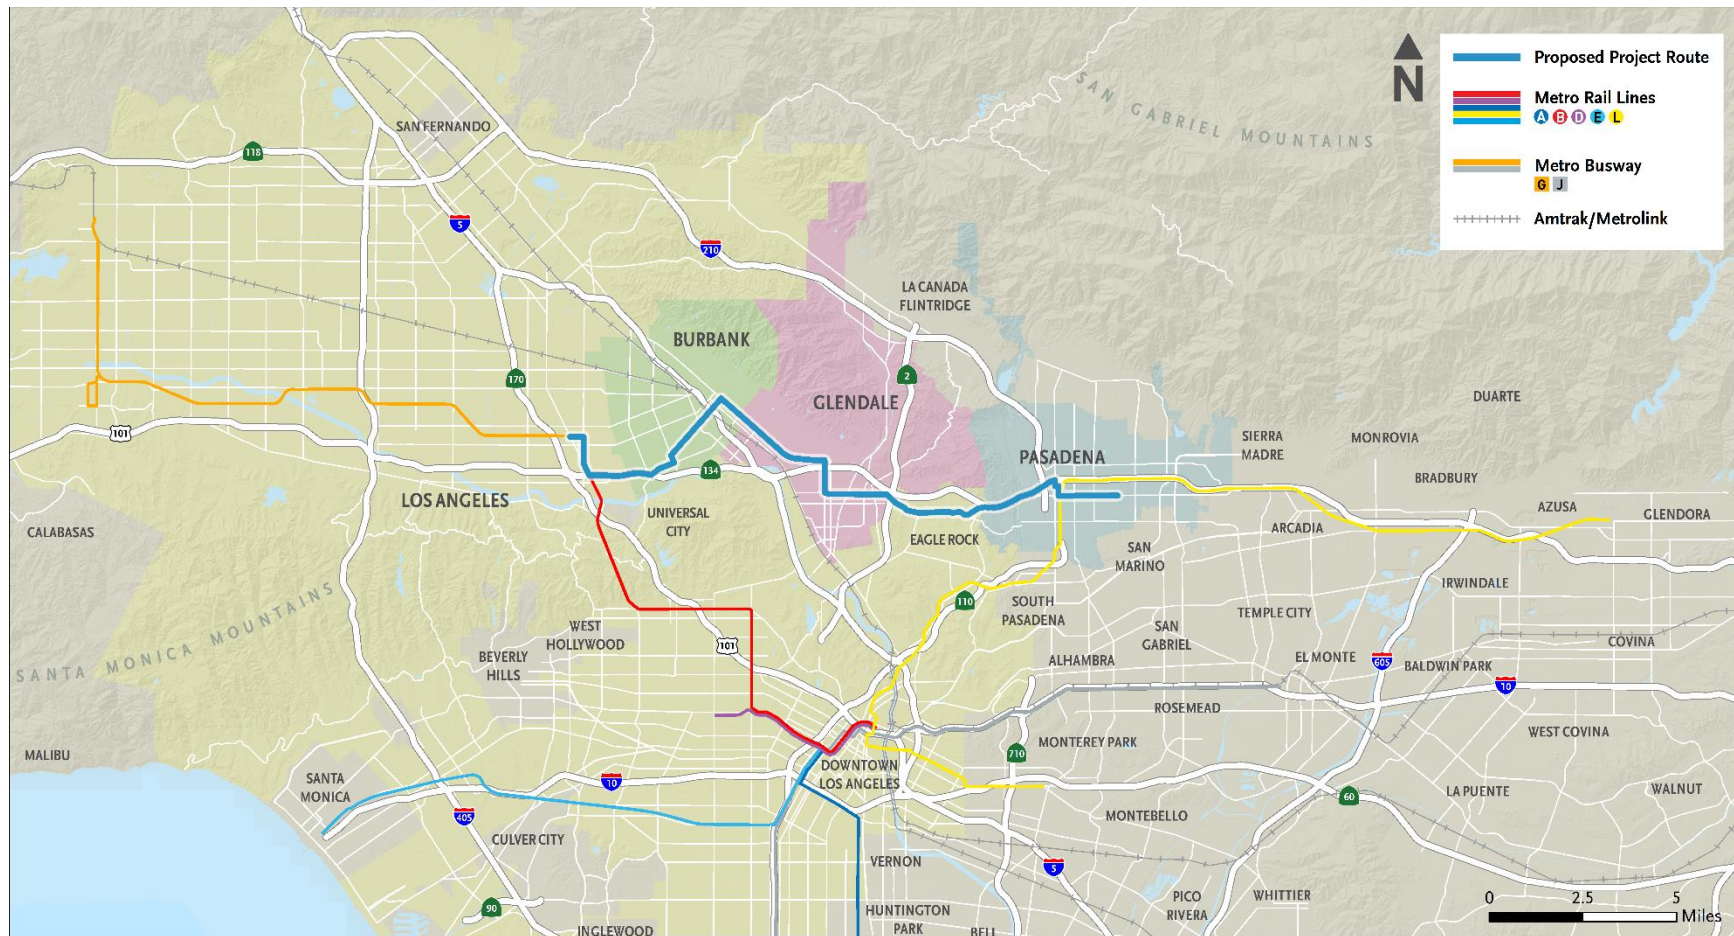 N
Proposed Project Route
Metro Rail Lines
A B D E L
Metro Busway
G J
Amtrak/Metrolink
SAN GABRIEL MOUNTAINS
SAN FERNANDO
118
5
210
LA CANADA
FLINTRIDGE
BURBANK
170
2
GLENDALE
DUARTE
101
SIERRA
MADRE
MONROVIA
PASADENA
134
BRADBURY
LOS ANGELES
UNIVERSAL
CITY
AZUSA
GLENDORA
CALABASAS
EAGLE ROCK
ARCADIA
SAN
MARINO
IRWINDALE
110
SOUTH
PASADENA
TEMPLE CITY
SANTA MONICA MOUNTAINS
WEST
HOLLYWOOD
SAN
GABRIEL
COVINA
101
BEVERLY
HILLS
ALHAMBRA
EL MONTE
605
BALDWIN PARK
10
ROSEMEAD
WEST COVINA
MALIBU
MONTEREY PARK
710
DOWNTOWN
LOS ANGELES
SANTA
MONICA
10
LA PUENTE
WALNUT
60
405
MONTEBELLO
CULVER CITY
VERNON
5
90
HUNTINGTON
PARK
PICO
RIVERA
WHITTIER
INGLEWOOD
BELL
0 2.5 5
Miles